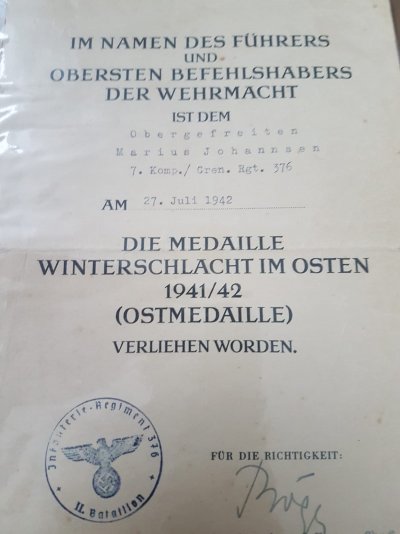 IM NAMEN DES FÜHRERS
UND
OBERSTEN BEFEHLSHABERS
DER WEHRMACHT
IST DEM
Obergefreiten
Marius Johannsen
7. Komp./ Gren. Rgt. 376
AM 27. Juli 1942
DIE MEDAILLE
WINTERSCHLACHT IM OSTEN
1941/42
(OSTMEDAILLE)
VERLIEHEN WORDEN.
FÜR DIE RICHTIGKEIT:
Infanterie-Regiment 376
II. Bataillon